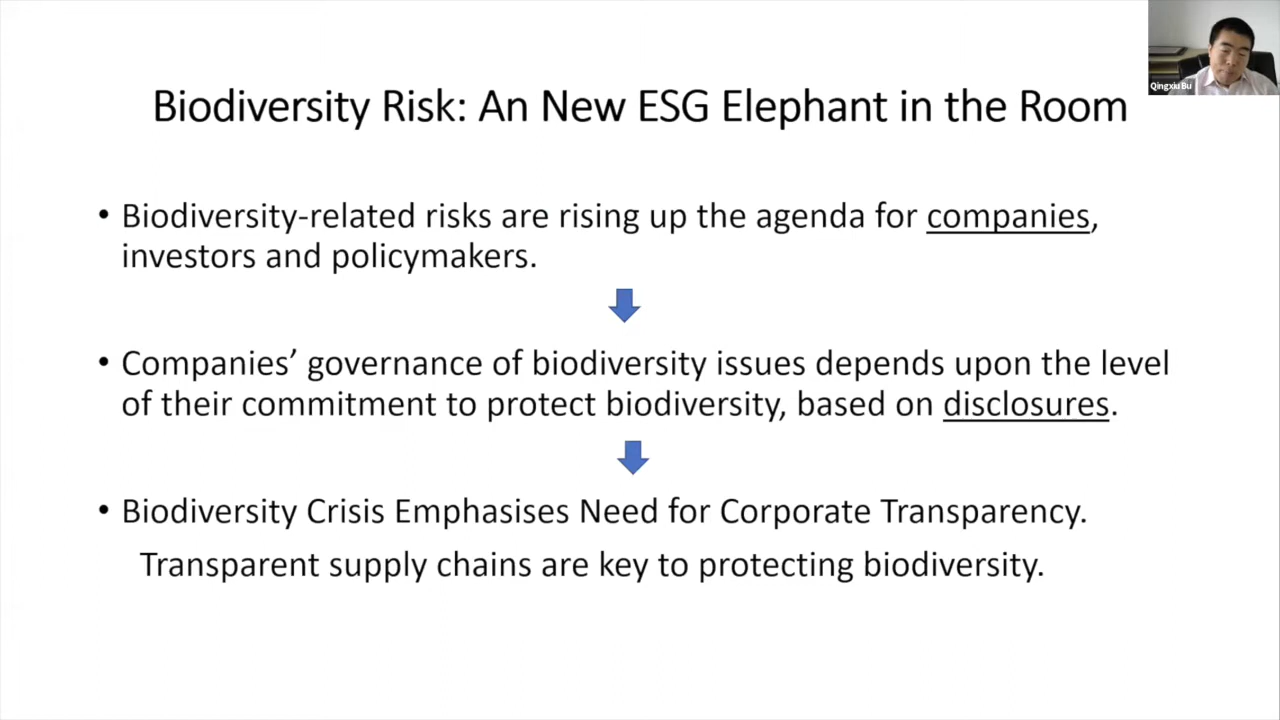 Qingxiu Bu
Biodiversity Risk: An New ESG Elephant in the Room
• Biodiversity-related risks are rising up the agenda for companies,
investors and policymakers.
• Companies’ governance of biodiversity issues depends upon the level
of their commitment to protect biodiversity, based on disclosures.
• Biodiversity Crisis Emphasises Need for Corporate Transparency.
Transparent supply chains are key to protecting biodiversity.